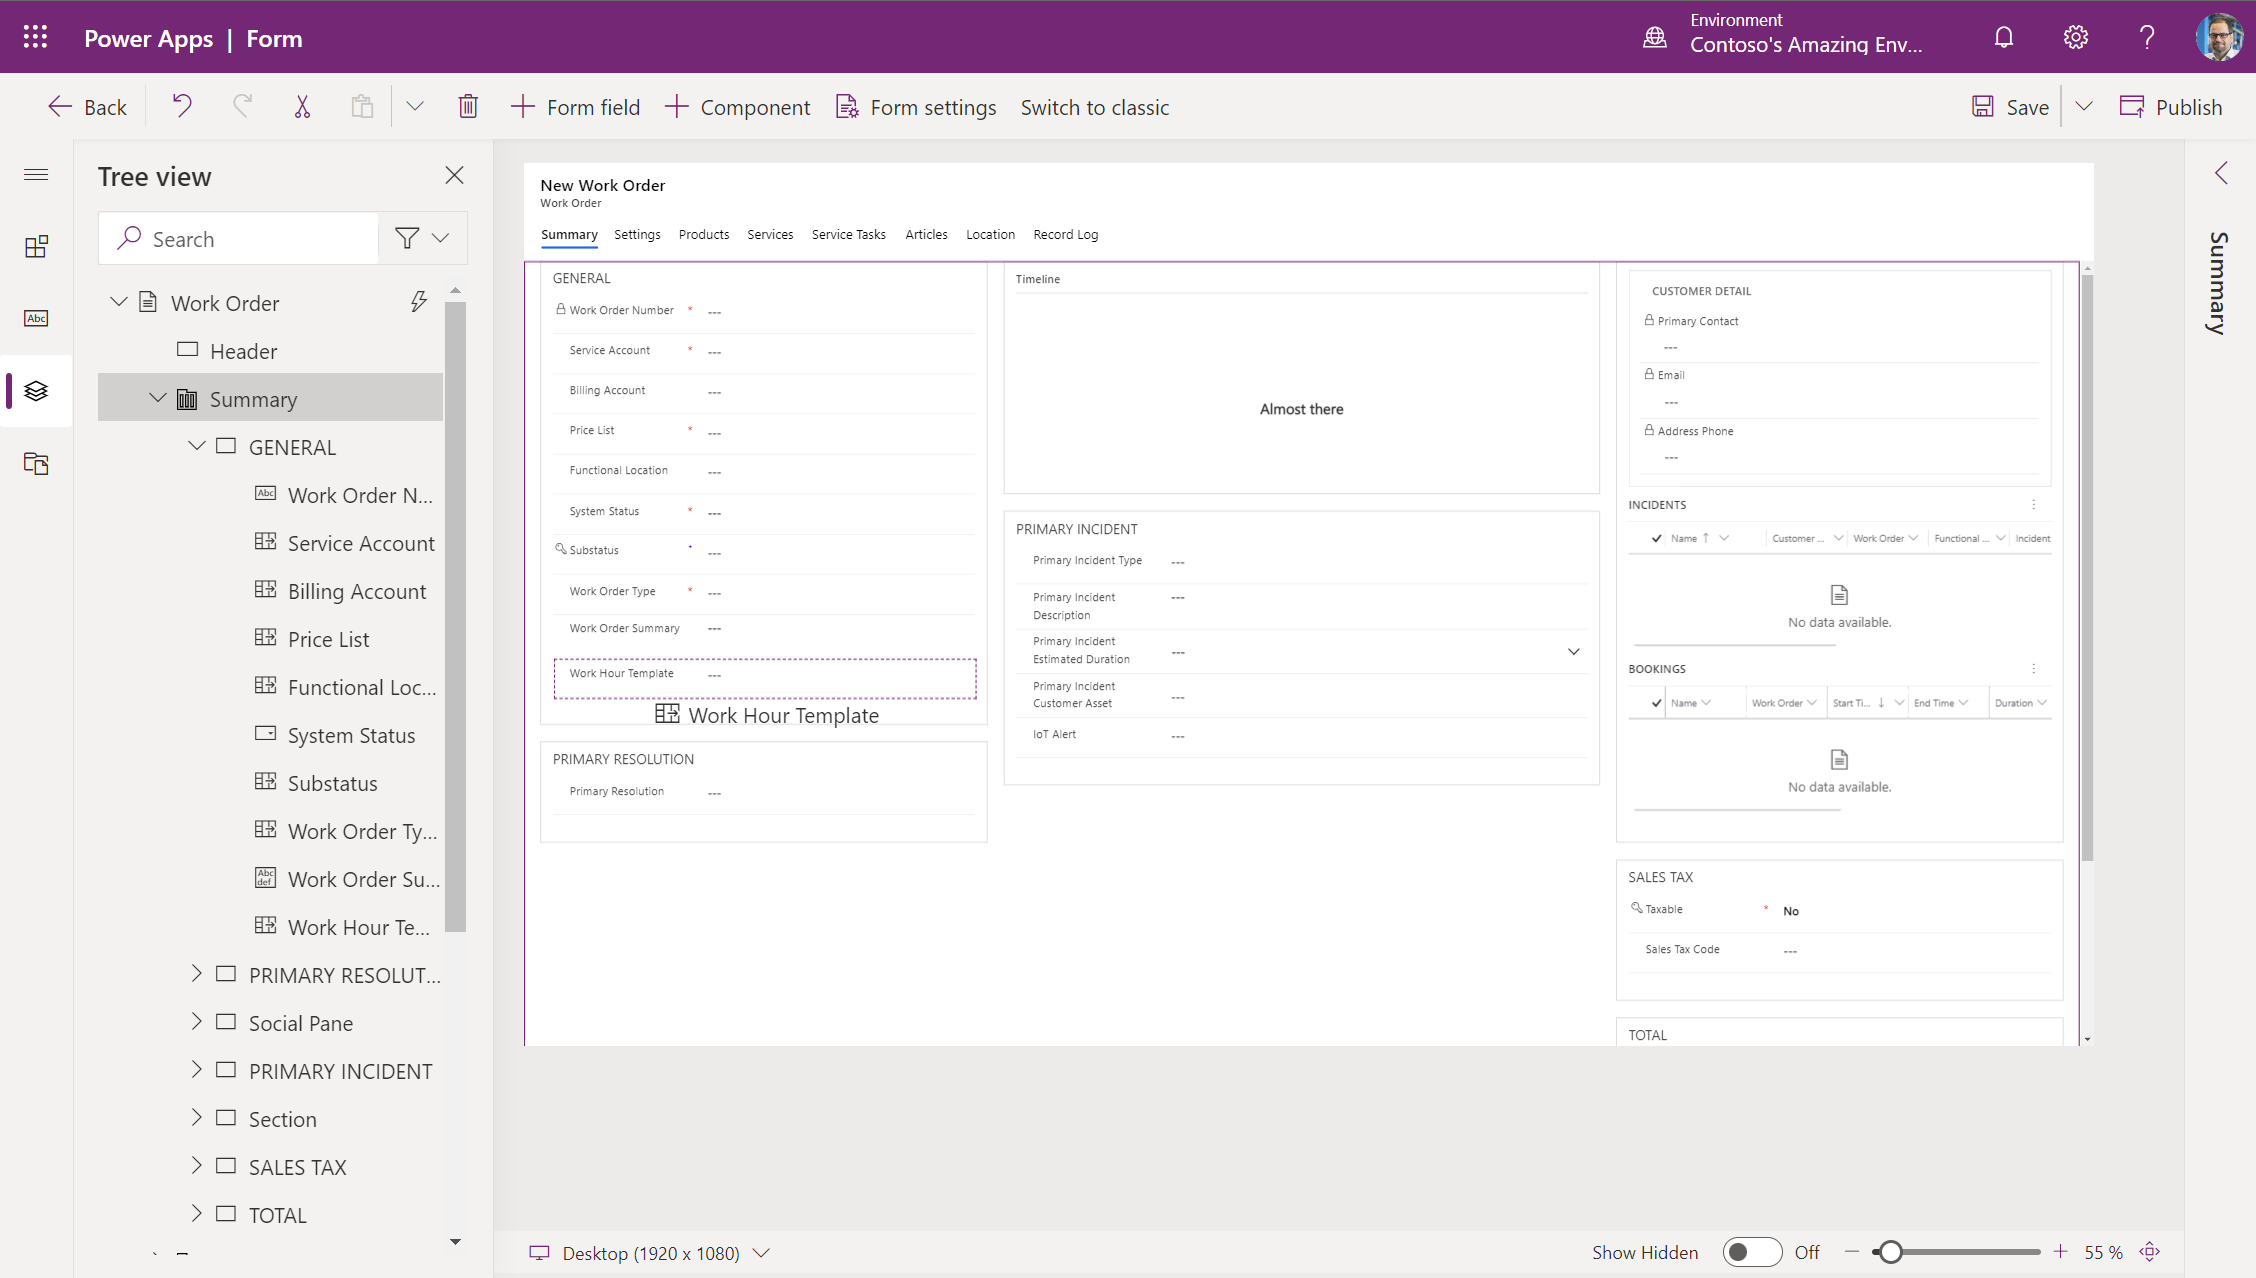 Power Apps | Form
Environment
Contoso's Amazing Env...
Back
Form field
Component
Form settings
Switch to classic
Save
Publish
Tree view
Search
Work Order
Header
Summary
GENERAL
Abc Work Order N...
Service Account
Billing Account
Price List
Functional Loc...
System Status
Substatus
Work Order Ty...
Abc def Work Order Su...
Work Hour Te...
PRIMARY RESOLUT...
Social Pane
PRIMARY INCIDENT
Section
SALES TAX
TOTAL
Abc
New Work Order
Work Order
Summary Settings Products Services Service Tasks Articles Location Record Log
GENERAL
Work Order Number * ---
Service Account * ---
Billing Account ---
Price List * ---
Functional Location ---
System Status * ---
Substatus ---
Work Order Type * ---
Work Order Summary ---
Work Hour Template ---
Work Hour Template
PRIMARY RESOLUTION
Primary Resolution ---
Timeline
Almost there
PRIMARY INCIDENT
Primary Incident Type ---
Primary Incident Description ---
Primary Incident Estimated Duration ---
Primary Incident Customer Asset ---
IoT Alert ---
CUSTOMER DETAIL
Primary Contact
---
Email
---
Address Phone
---
INCIDENTS
Name Customer ... Work Order Functional ... Incident
No data available.
BOOKINGS
Name Work Order Start Ti... End Time Duration
No data available.
SALES TAX
Taxable * No
Sales Tax Code ---
TOTAL
Summary
Desktop (1920 x 1080)
Show Hidden Off
55 %